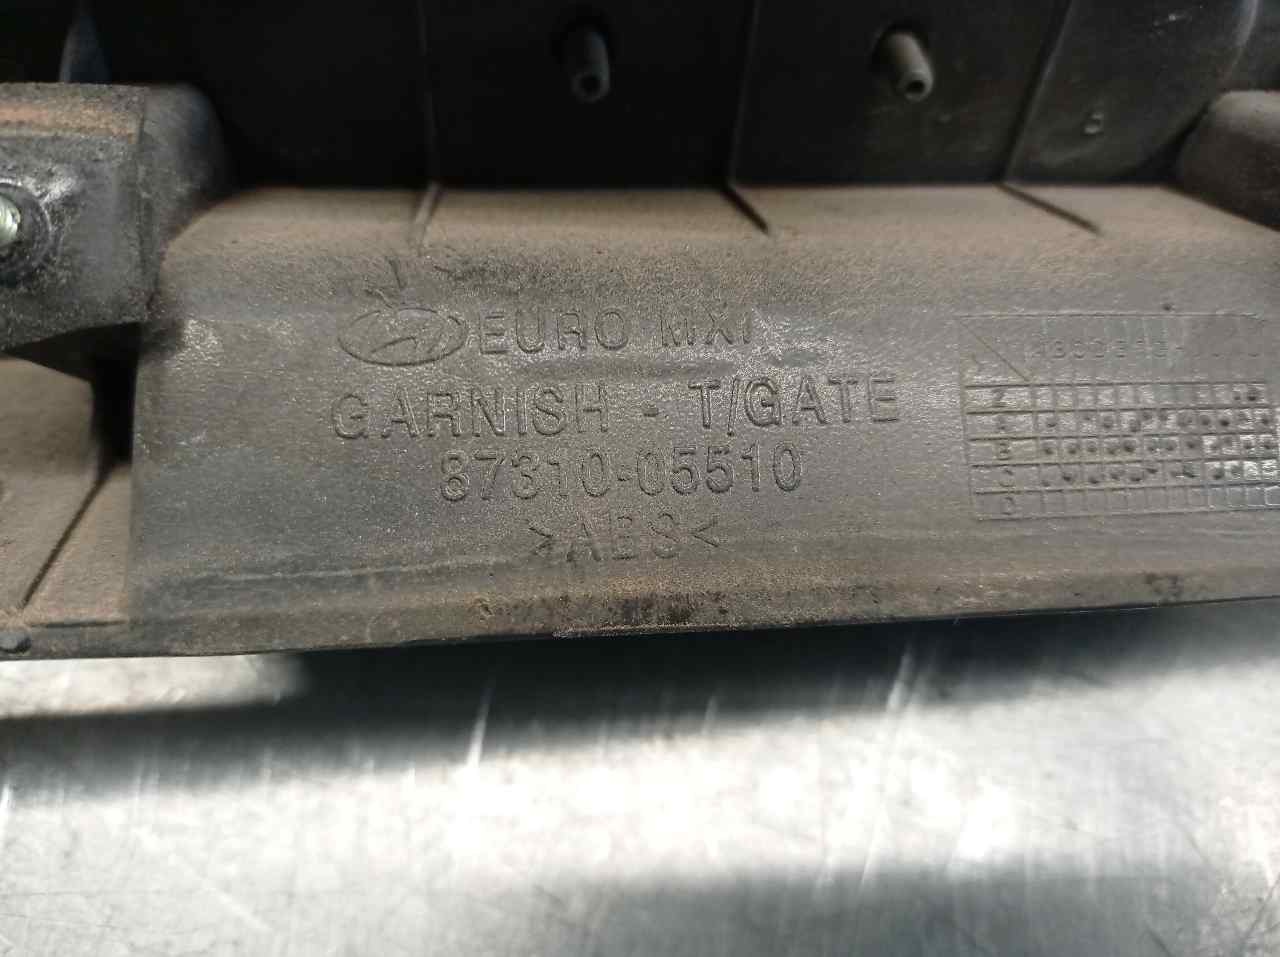 EURO MXI
GARNISH - T/GATE
87310-05510
>ABS<
A
B
C
D